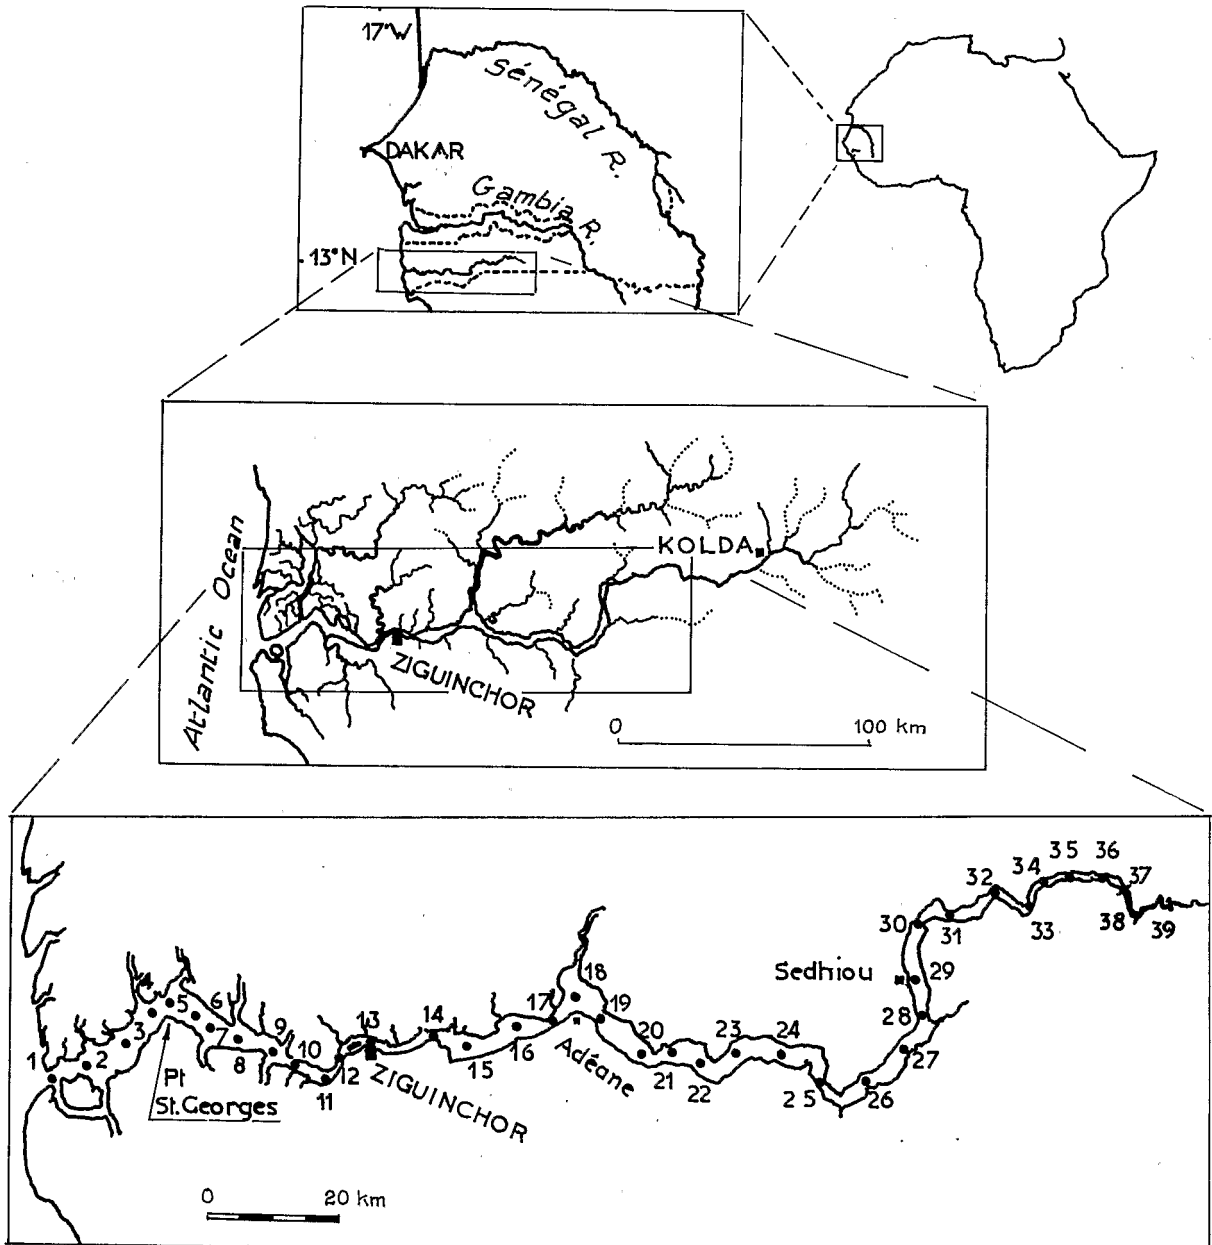 17°W
Sénégal R.
DAKAR
Gambia R.
13°N
Atlantic Ocean
KOLDA
ZIGUINCHOR
0 100 km
1
2
3
4
5
6
7
8
9
10
11
12
13
14
15
16
17
18
19
20
21
22
23
24
25
26
27
28
29
30
31
32
33
34
35
36
37
38
39
Pt
St.Georges
ZIGUINCHOR
Adéane
Sedhiou
0 20 km